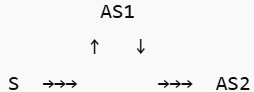 AS1
↑ ↓
S →→→ →→→ AS2